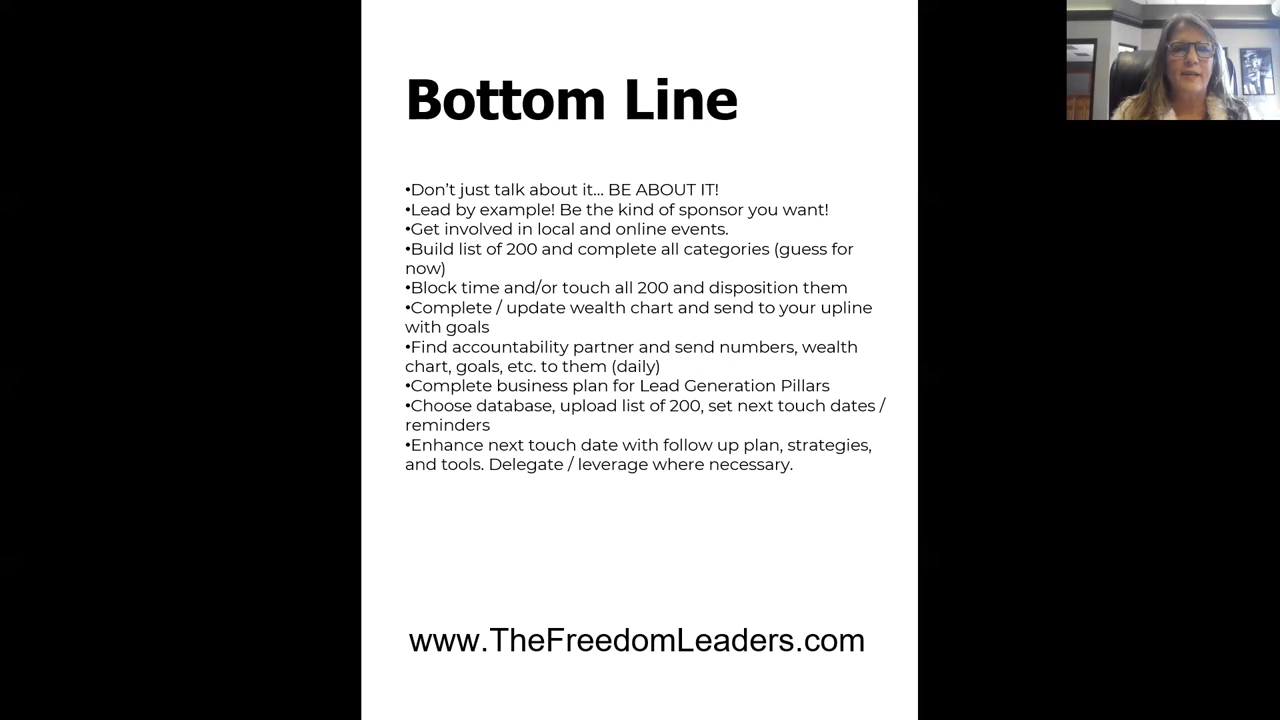 Bottom Line
•Don’t just talk about it... BE ABOUT IT!
•Lead by example! Be the kind of sponsor you want!
•Get involved in local and online events.
•Build list of 200 and complete all categories (guess for
now)
•Block time and/or touch all 200 and disposition them
•Complete / update wealth chart and send to your upline
with goals
•Find accountability partner and send numbers, wealth
chart, goals, etc. to them (daily)
•Complete business plan for Lead Generation Pillars
•Choose database, upload list of 200, set next touch dates /
reminders
•Enhance next touch date with follow up plan, strategies,
and tools. Delegate / leverage where necessary.
www.TheFreedomLeaders.com